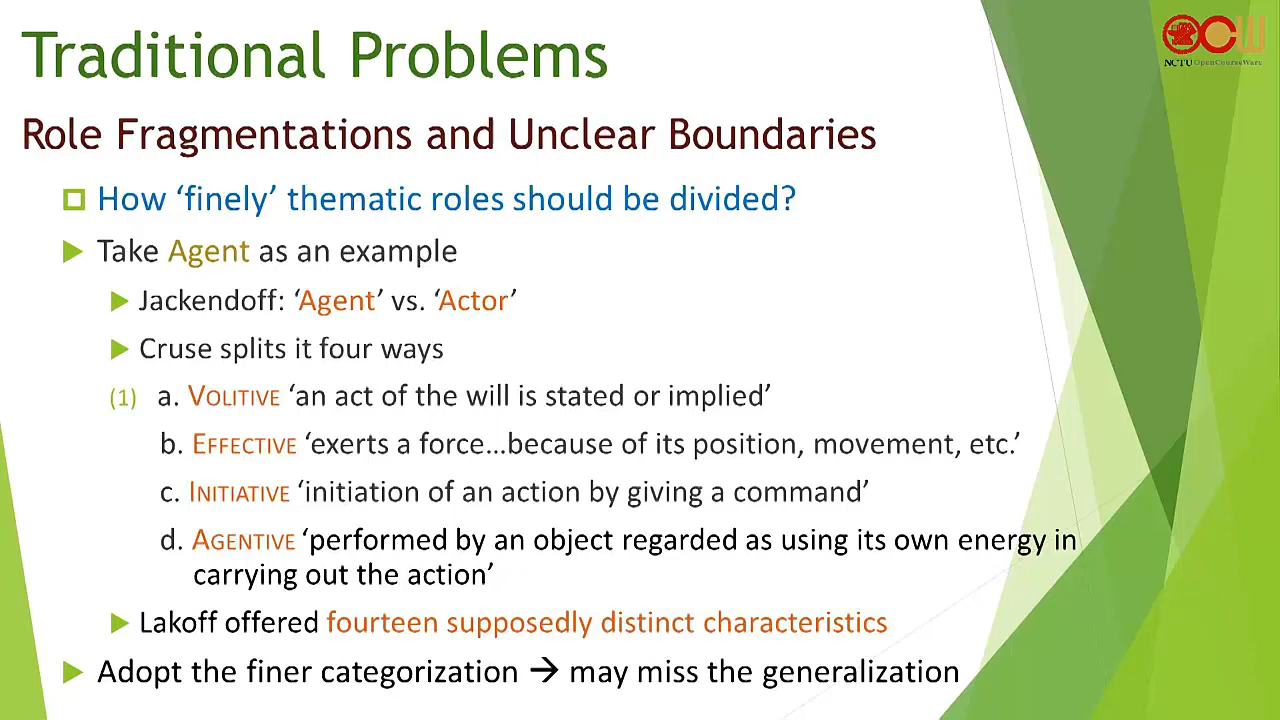 Traditional Problems
NCTU OpenCourseWare
Role Fragmentations and Unclear Boundaries
How ‘finely’ thematic roles should be divided?
Take Agent as an example
Jackendoff: ‘Agent’ vs. ‘Actor’
Cruse splits it four ways
(1) a. VOLITIVE ‘an act of the will is stated or implied’
b. EFFECTIVE ‘exerts a force…because of its position, movement, etc.’
c. INITIATIVE ‘initiation of an action by giving a command’
d. AGENTIVE ‘performed by an object regarded as using its own energy in
carrying out the action’
Lakoff offered fourteen supposedly distinct characteristics
Adopt the finer categorization → may miss the generalization